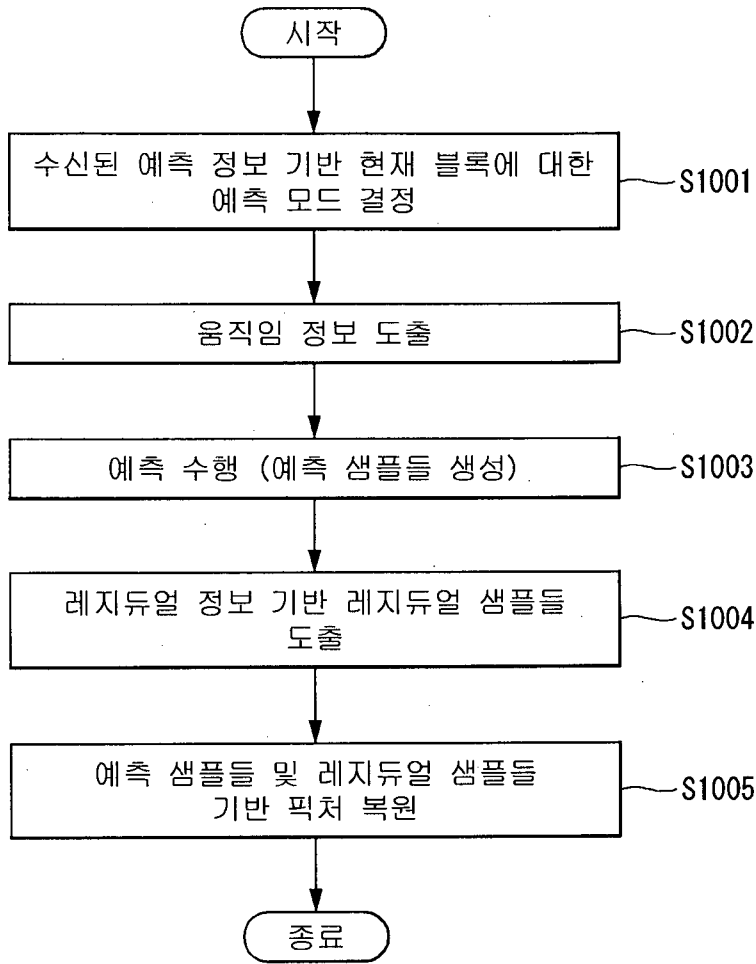 시작
수신된 예측 정보 기반 현재 블록에 대한
예측 모드 결정
S1001
움직임 정보 도출
S1002
예측 수행 (예측 샘플들 생성)
S1003
레지듀얼 정보 기반 레지듀얼 샘플들
도출
S1004
예측 샘플들 및 레지듀얼 샘플들
기반 픽처 복원
S1005
종료